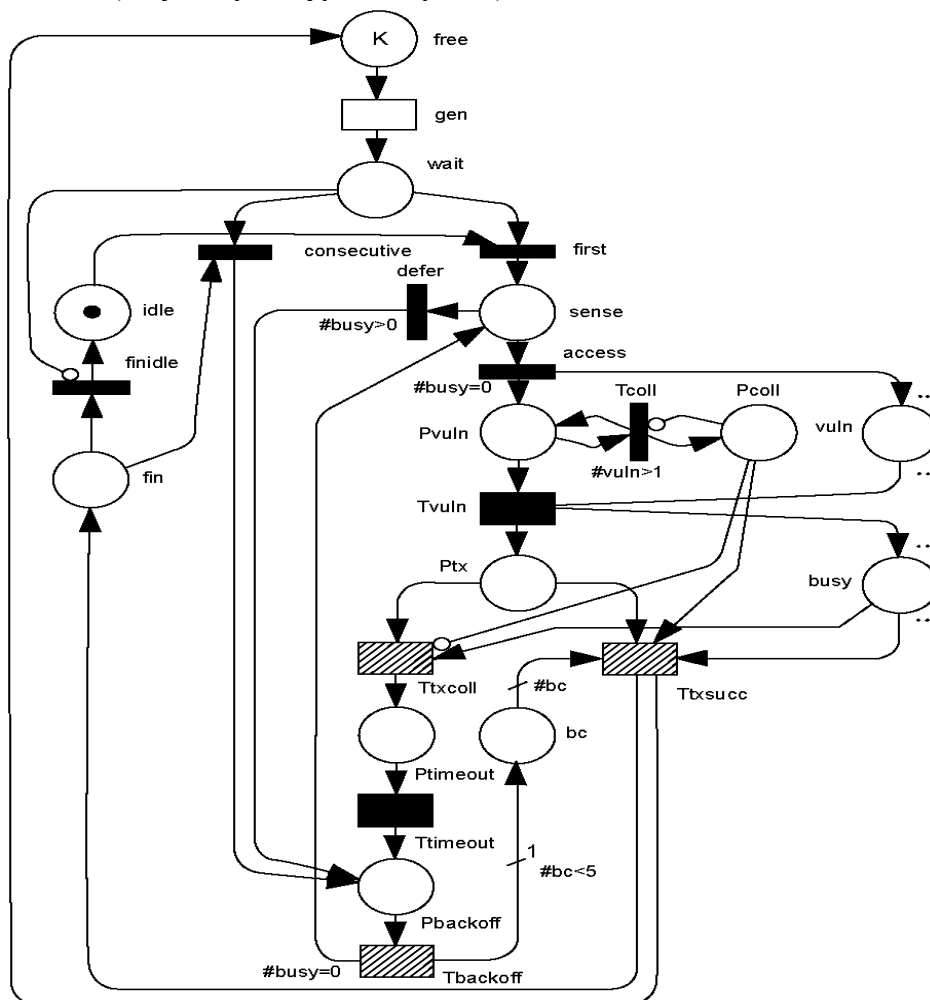 K free
gen
wait
consecutive first
defer
idle sense
#busy>0
finidle access
#busy=0 Tcoll Pcoll
Pvuln vuln ..
#vuln>1
fin ..
Tvuln
..
Ptx busy
..
#bc
Ttxcoll Ttxsucc
bc
Ptimeout
Ttimeout 1
#bc<5
Pbackoff
#busy=0 Tbackoff